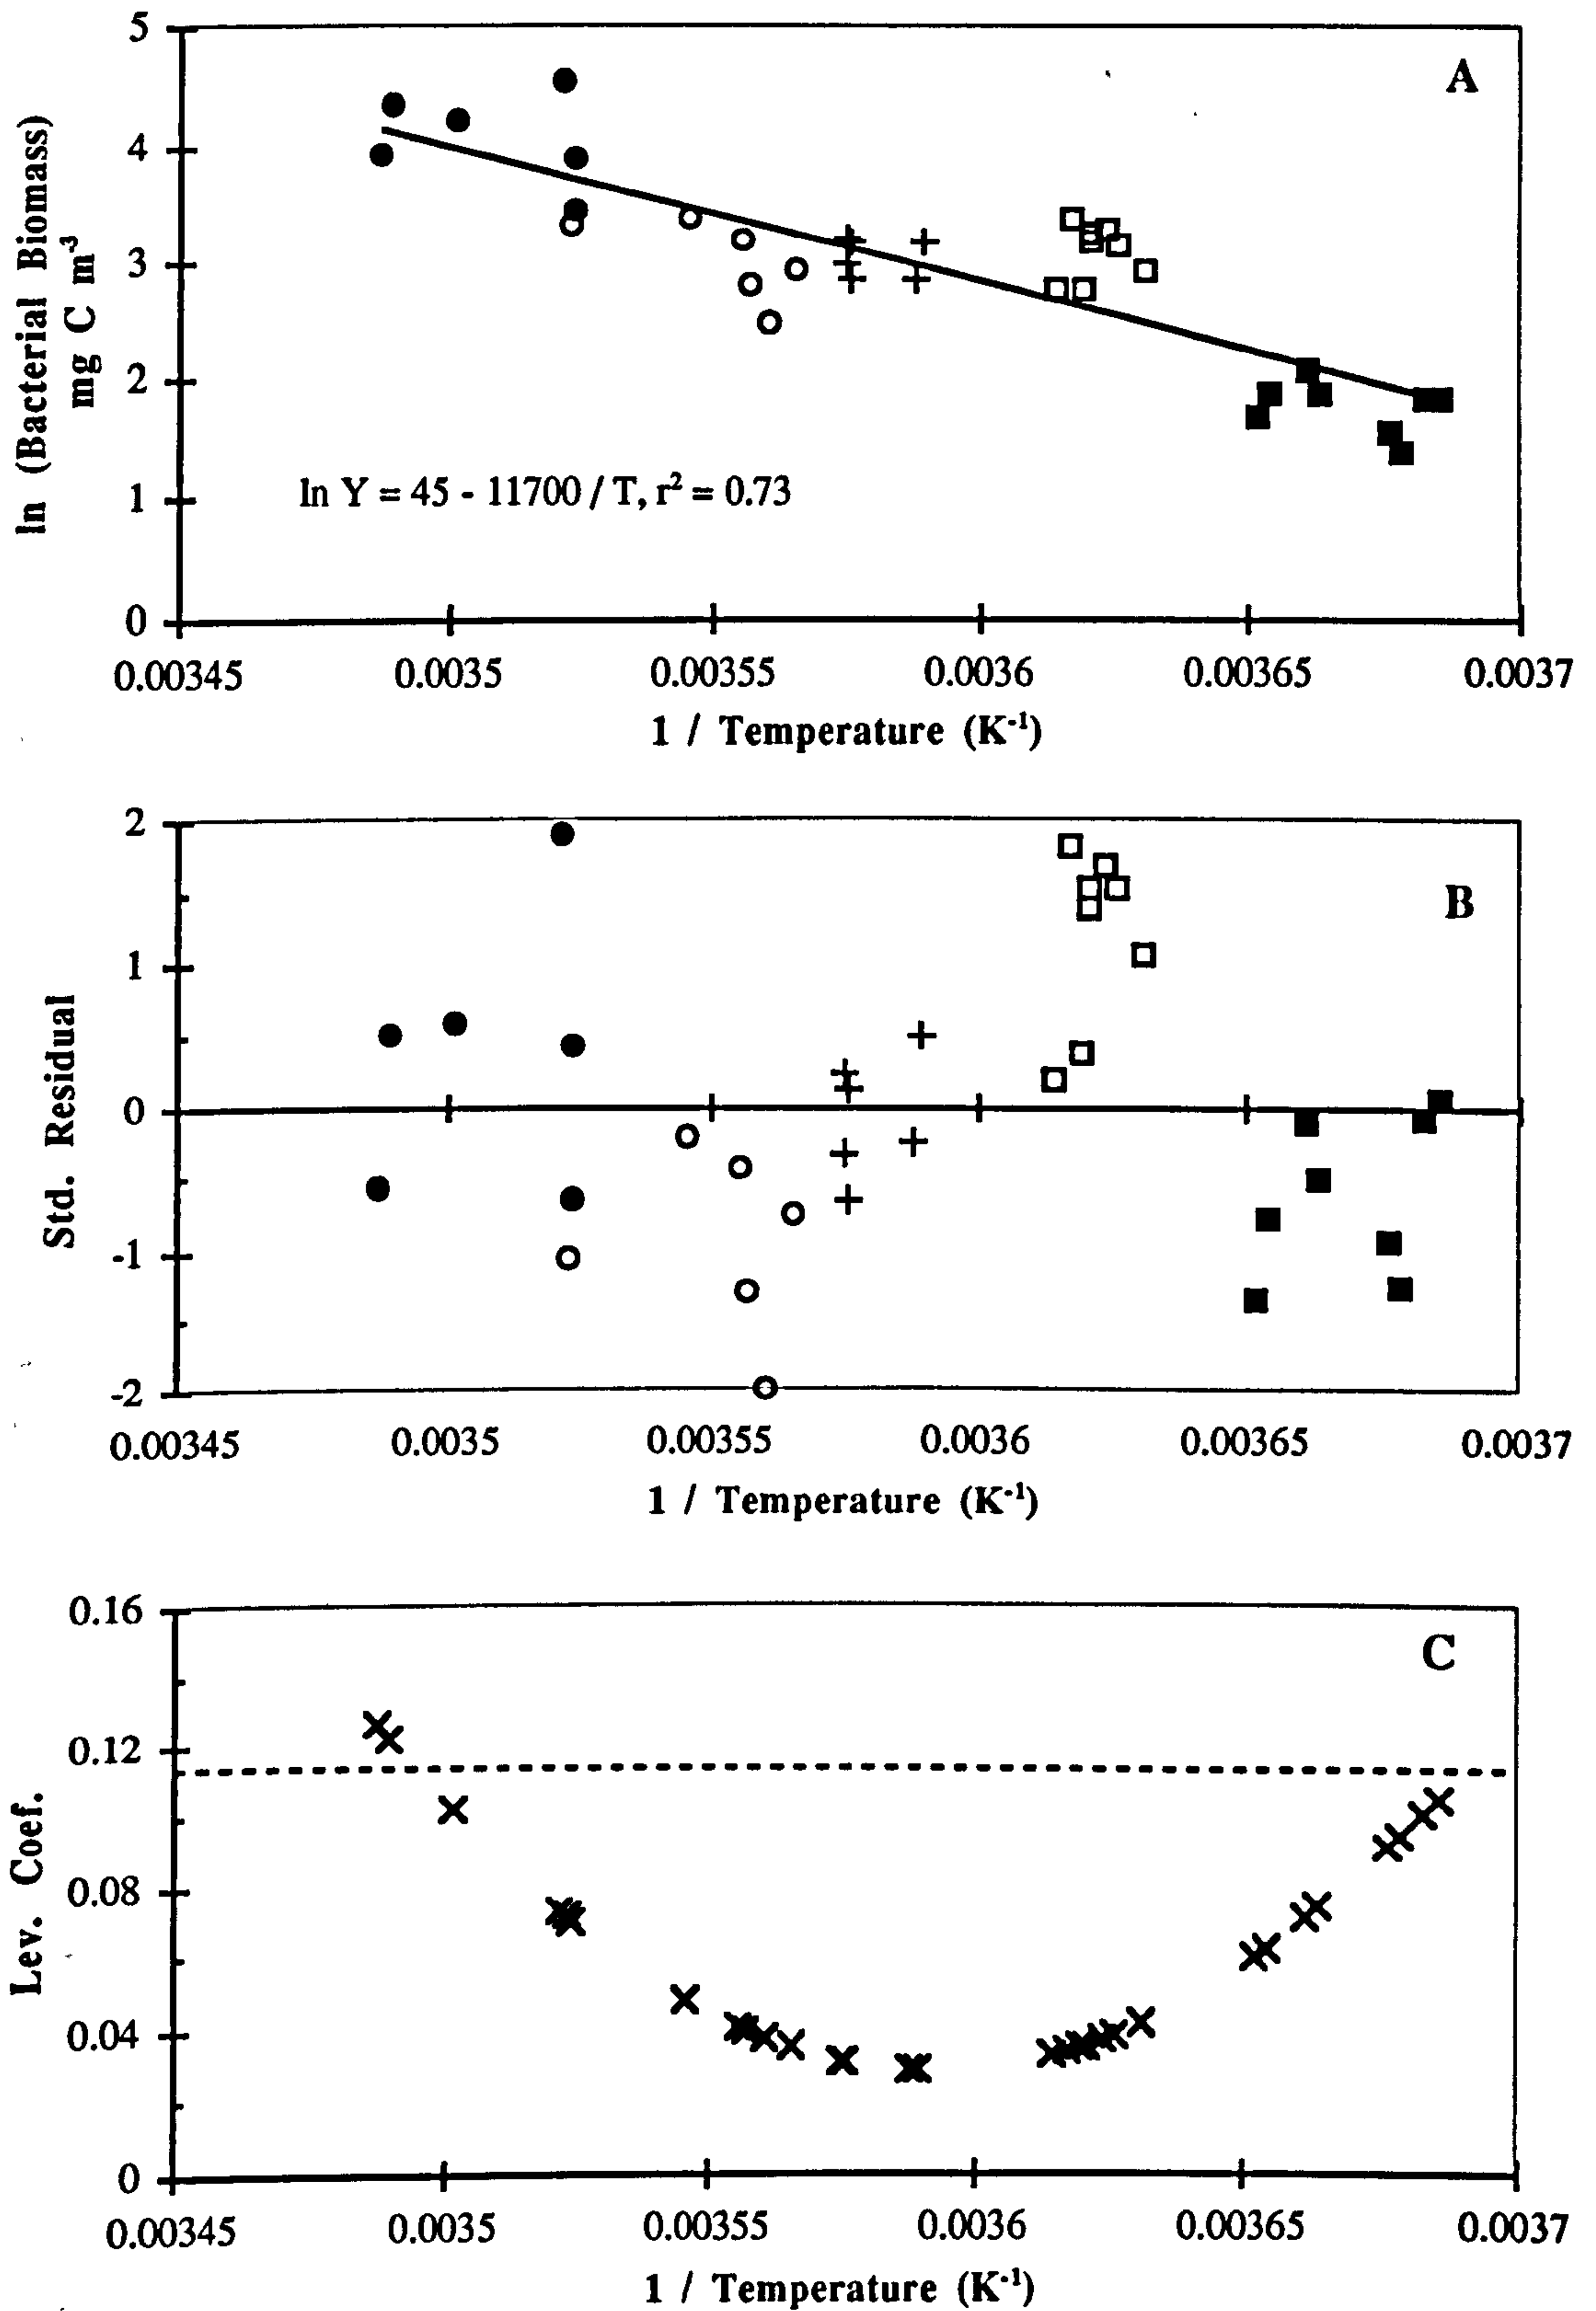 A
5
4
3
2
1
0
ln (Bacterial Biomass)
mg C m⁻³
ln Y = 45 - 11700 / T, r² = 0.73
0.00345 0.0035 0.00355 0.0036 0.00365 0.0037
1 / Temperature (K⁻¹)
B
2
1
0
-1
-2
Std. Residual
0.00345 0.0035 0.00355 0.0036 0.00365 0.0037
1 / Temperature (K⁻¹)
C
0.16
0.12
0.08
0.04
0
Lev. Coef.
0.00345 0.0035 0.00355 0.0036 0.00365 0.0037
1 / Temperature (K⁻¹)